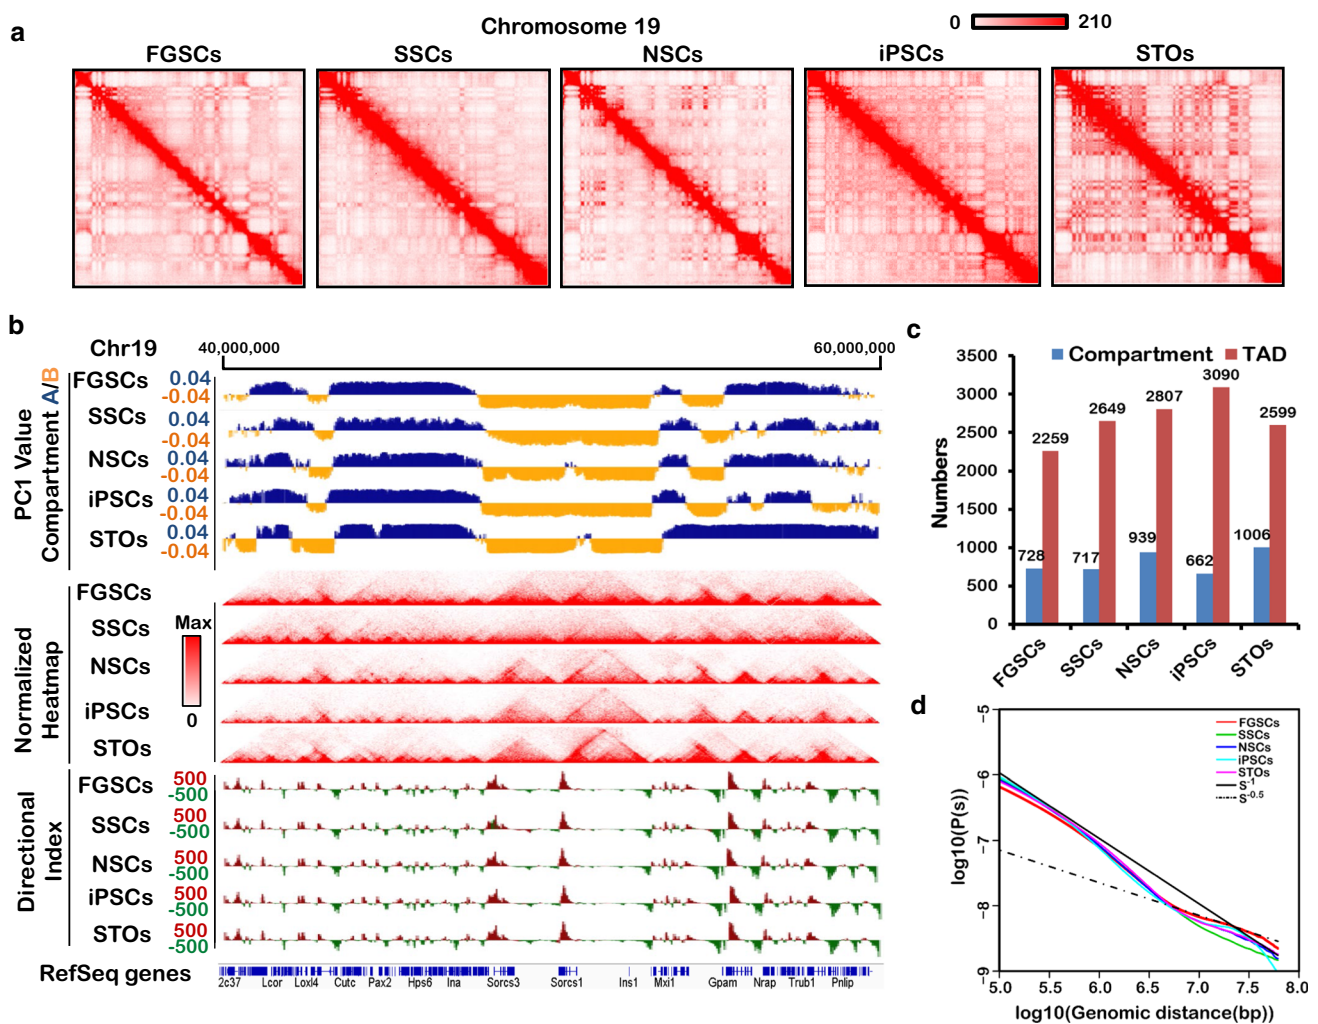 a
Chromosome 19
0 210
FGSCs SSCs NSCs iPSCs STOs
b
Chr19
40,000,000 60,000,000
PC1 Value
Compartment A/B
FGSCs 0.04
-0.04
SSCs 0.04
-0.04
NSCs 0.04
-0.04
iPSCs 0.04
-0.04
STOs 0.04
-0.04
Normalized
Heatmap
FGSCs
SSCs
NSCs
iPSCs
STOs
Max
0
Directional
Index
FGSCs 500
-500
SSCs 500
-500
NSCs 500
-500
iPSCs 500
-500
STOs 500
-500
RefSeq genes
2c37 Lcor Loxl4 Cutc Pax2 Hps6 Ina Sorcs3 Sorcs1 Ins1 Mxi1 Gpam Nrap Trub1 Pnlip
c
Compartment TAD
Numbers
3500
3000
2500
2000
1500
1000
500
0
728 2259
717 2649
939 2807
662 3090
1006 2599
FGSCs SSCs NSCs iPSCs STOs
d
log10(P(s))
-5
-6
-7
-8
-9
FGSCs
SSCs
NSCs
iPSCs
STOs
S-1
S-0.5
5.0 5.5 6.0 6.5 7.0 7.5 8.0
log10(Genomic distance(bp))